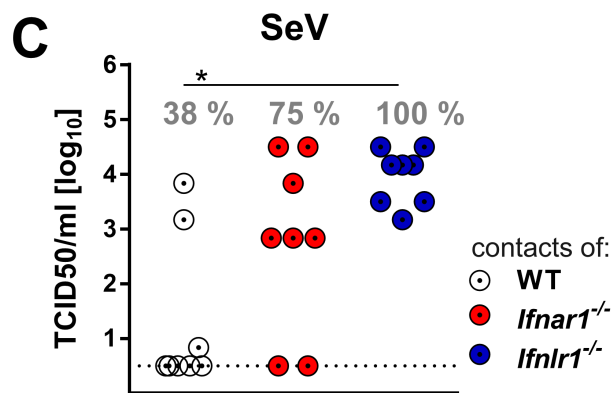 C
SeV
*
38 % 75 % 100 %
TCID50/ml [log10]
6
5
4
3
2
1
contacts of:
WT
Ifnar1-/-
Ifnlr1-/-